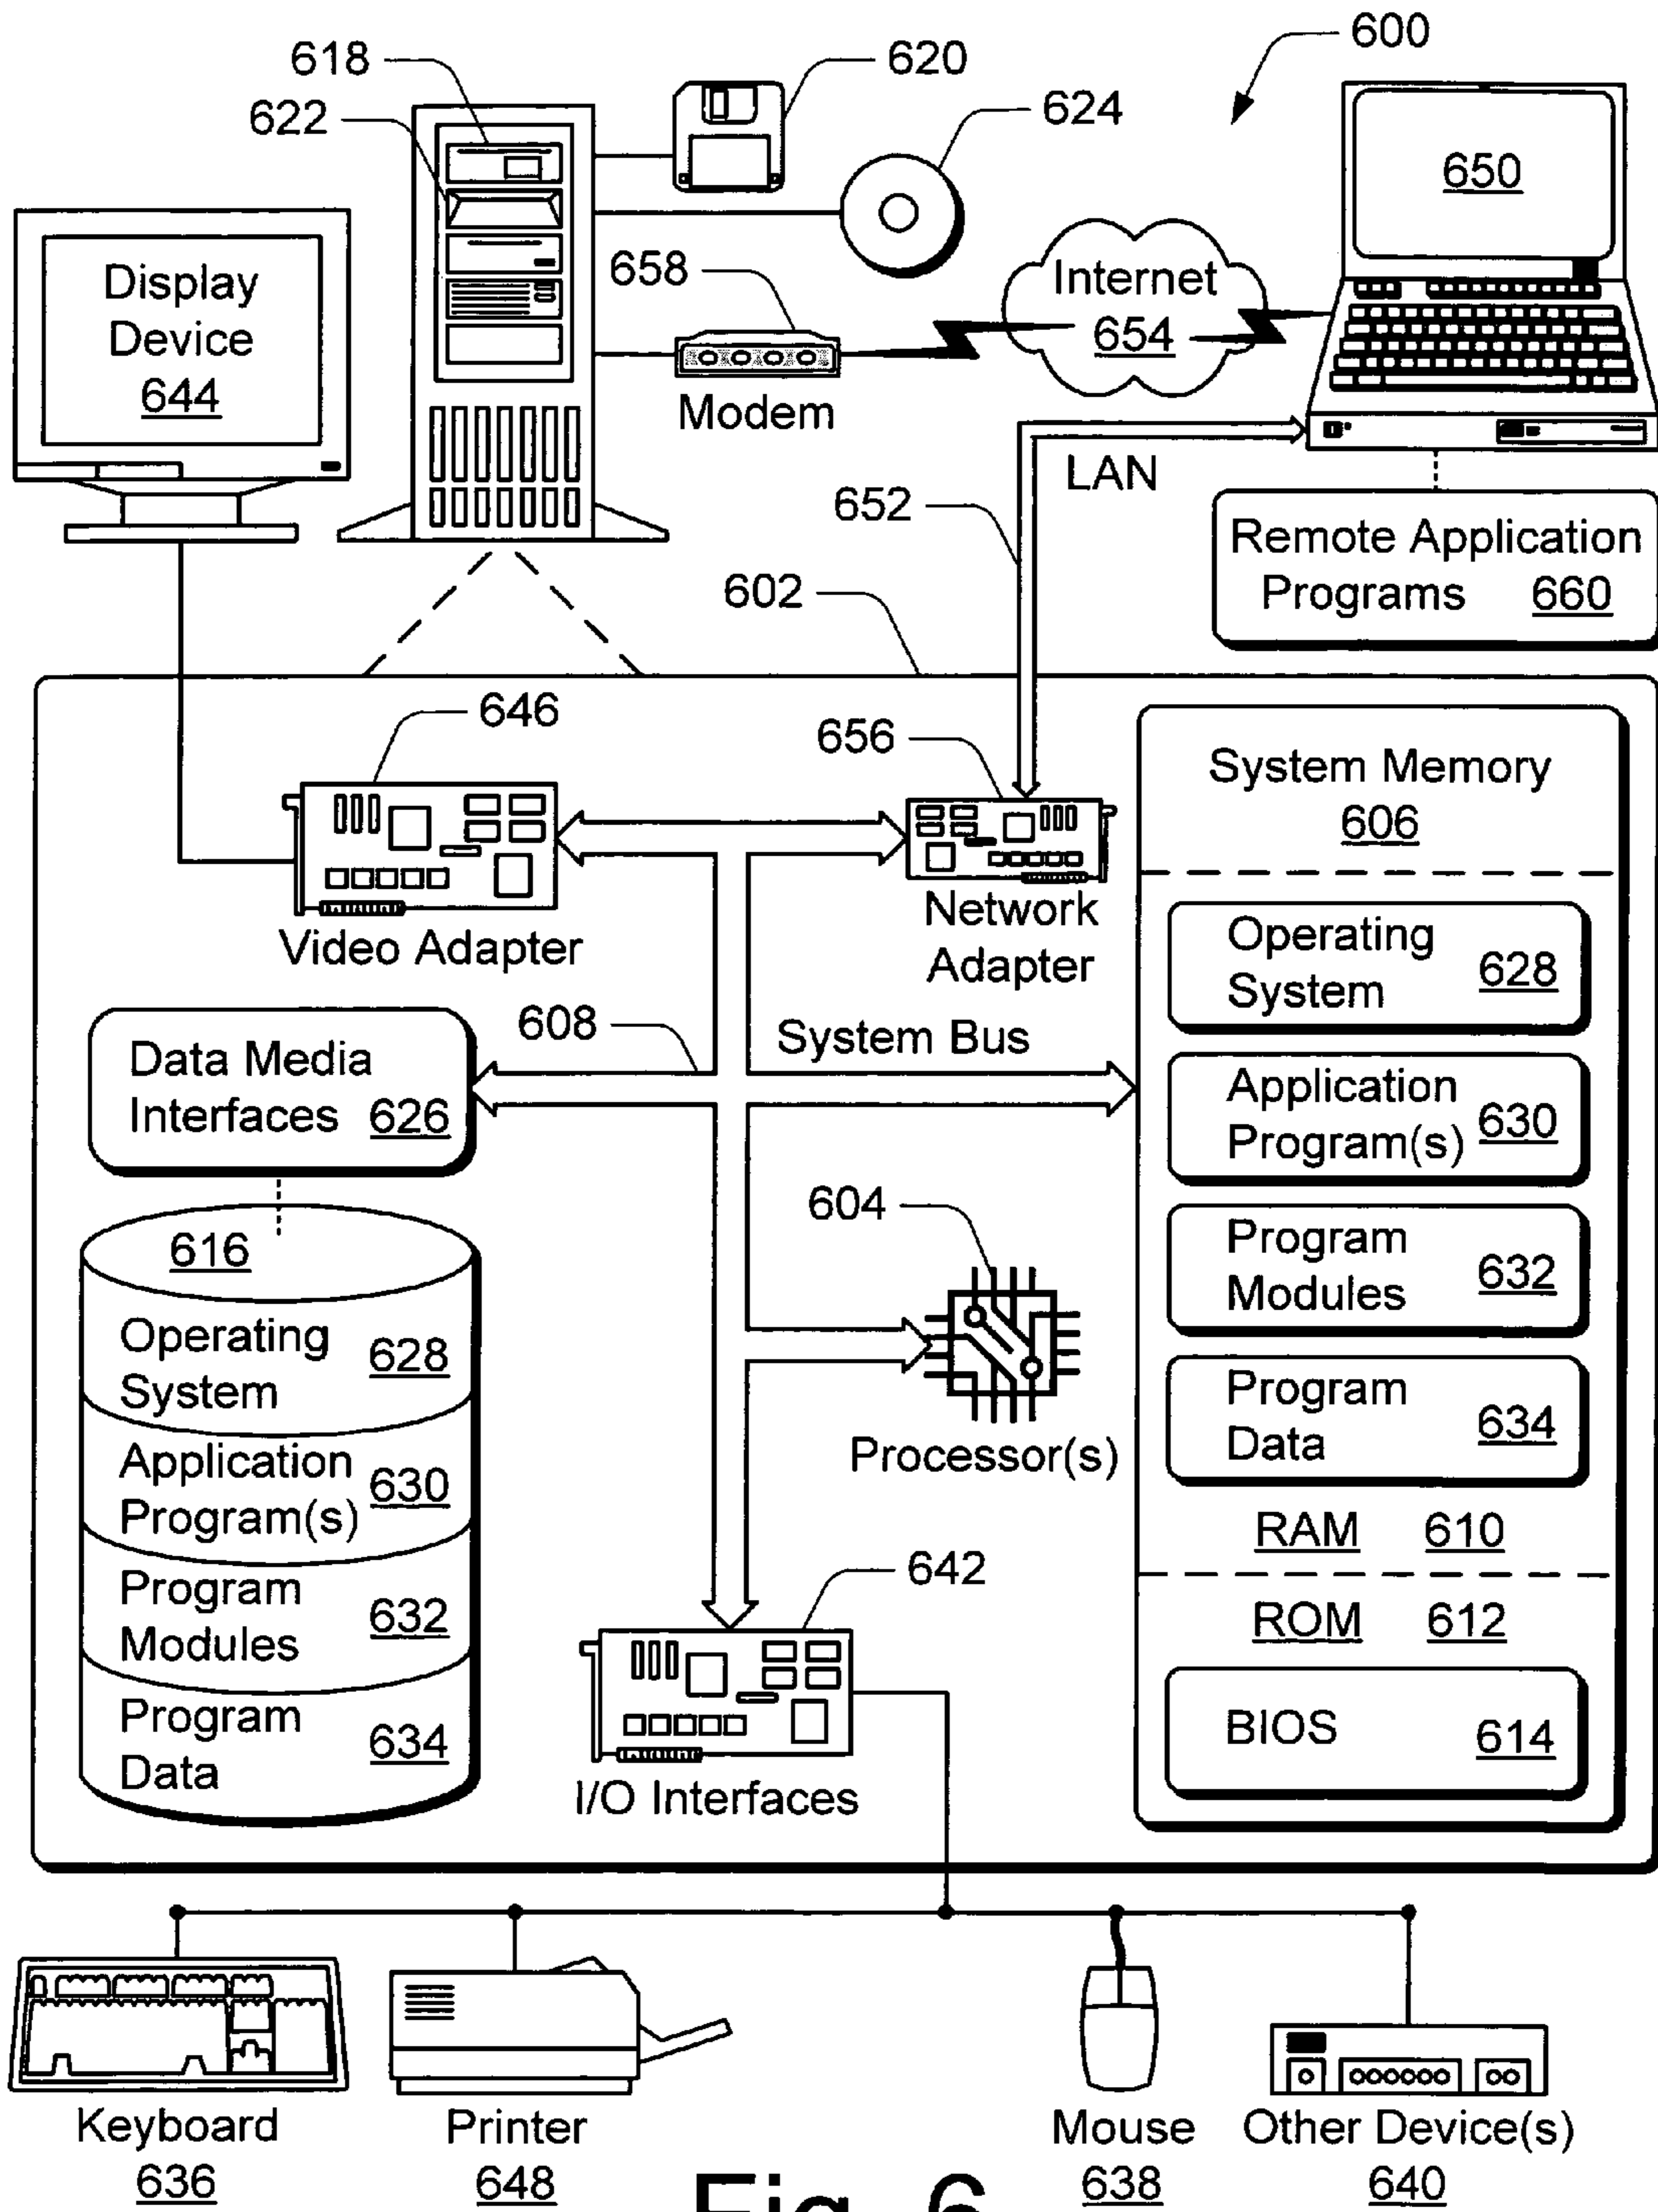 600
618
620
622
624
650
Display
Device
644
658
Internet
654
Modem
LAN
652
Remote Application
Programs 660
602
646
656
System Memory
606
Video Adapter
Network
Adapter
Operating
System 628
608
System Bus
Data Media
Interfaces 626
Application
Program(s) 630
604
Program
Modules 632
616
Operating
System 628
Program
Data 634
Processor(s)
Application
Program(s) 630
RAM 610
642
ROM 612
Program
Modules 632
BIOS 614
Program
Data 634
I/O Interfaces
Keyboard
636
Printer
648
Mouse
638
Other Device(s)
640
Fig. 6